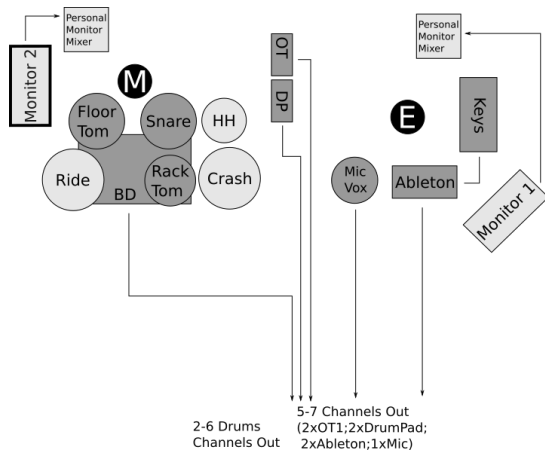 Personal
Monitor
Mixer
Monitor 2
M
Floor
Tom
Snare
HH
Ride
BD
Rack
Tom
Crash
OT
DP
Personal
Monitor
Mixer
E
Keys
Mic
Vox
Ableton
Monitor 1
2-6 Drums
Channels Out
5-7 Channels Out
(2xOT1;2xDrumPad;
2xAbleton;1xMic)